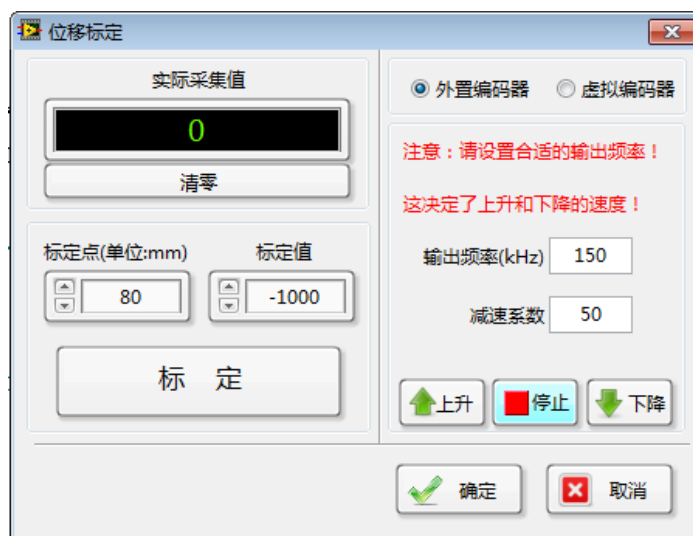 位移标定
实际采集值
0
清零
标定点(单位:mm) 标定值
80 -1000
标 定
外置编码器 虚拟编码器
注意：请设置合适的输出频率！
这决定了上升和下降的速度！
输出频率(kHz) 150
减速系数 50
上升 停止 下降
确定 取消